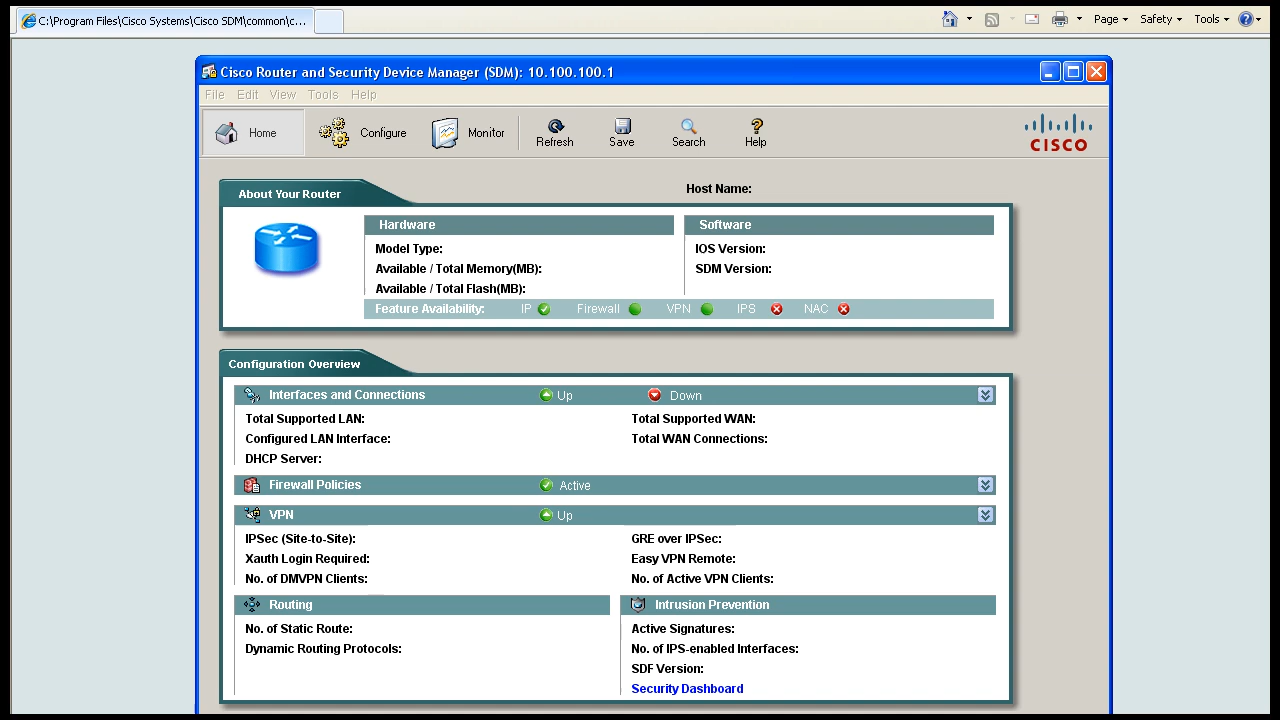 C:\Program Files\Cisco Systems\Cisco SDM\common\c...
Page Safety Tools
Cisco Router and Security Device Manager (SDM): 10.100.100.1
File Edit View Tools Help
Home Configure Monitor Refresh Save Search Help
CISCO
About Your Router
Host Name:
Hardware
Software
Model Type:
IOS Version:
Available / Total Memory(MB):
SDM Version:
Available / Total Flash(MB):
Feature Availability: IP Firewall VPN IPS NAC
Configuration Overview
Interfaces and Connections Up Down
Total Supported LAN:
Total Supported WAN:
Configured LAN Interface:
Total WAN Connections:
DHCP Server:
Firewall Policies Active
VPN Up
IPSec (Site-to-Site):
GRE over IPSec:
Xauth Login Required:
Easy VPN Remote:
No. of DMVPN Clients:
No. of Active VPN Clients:
Routing
Intrusion Prevention
No. of Static Route:
Active Signatures:
Dynamic Routing Protocols:
No. of IPS-enabled Interfaces:
SDF Version:
Security Dashboard